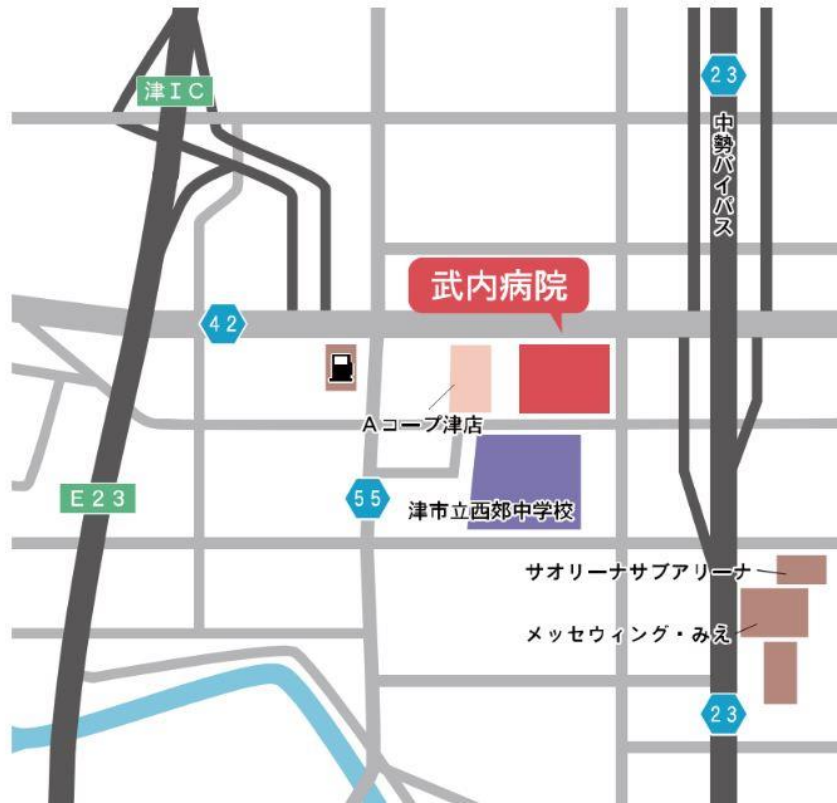 23
津IC
中勢バイパス
武内病院
42
Aコープ津店
E23
55
津市立西郊中学校
サオリーナサブアリーナ
メッセウィング・みえ
23